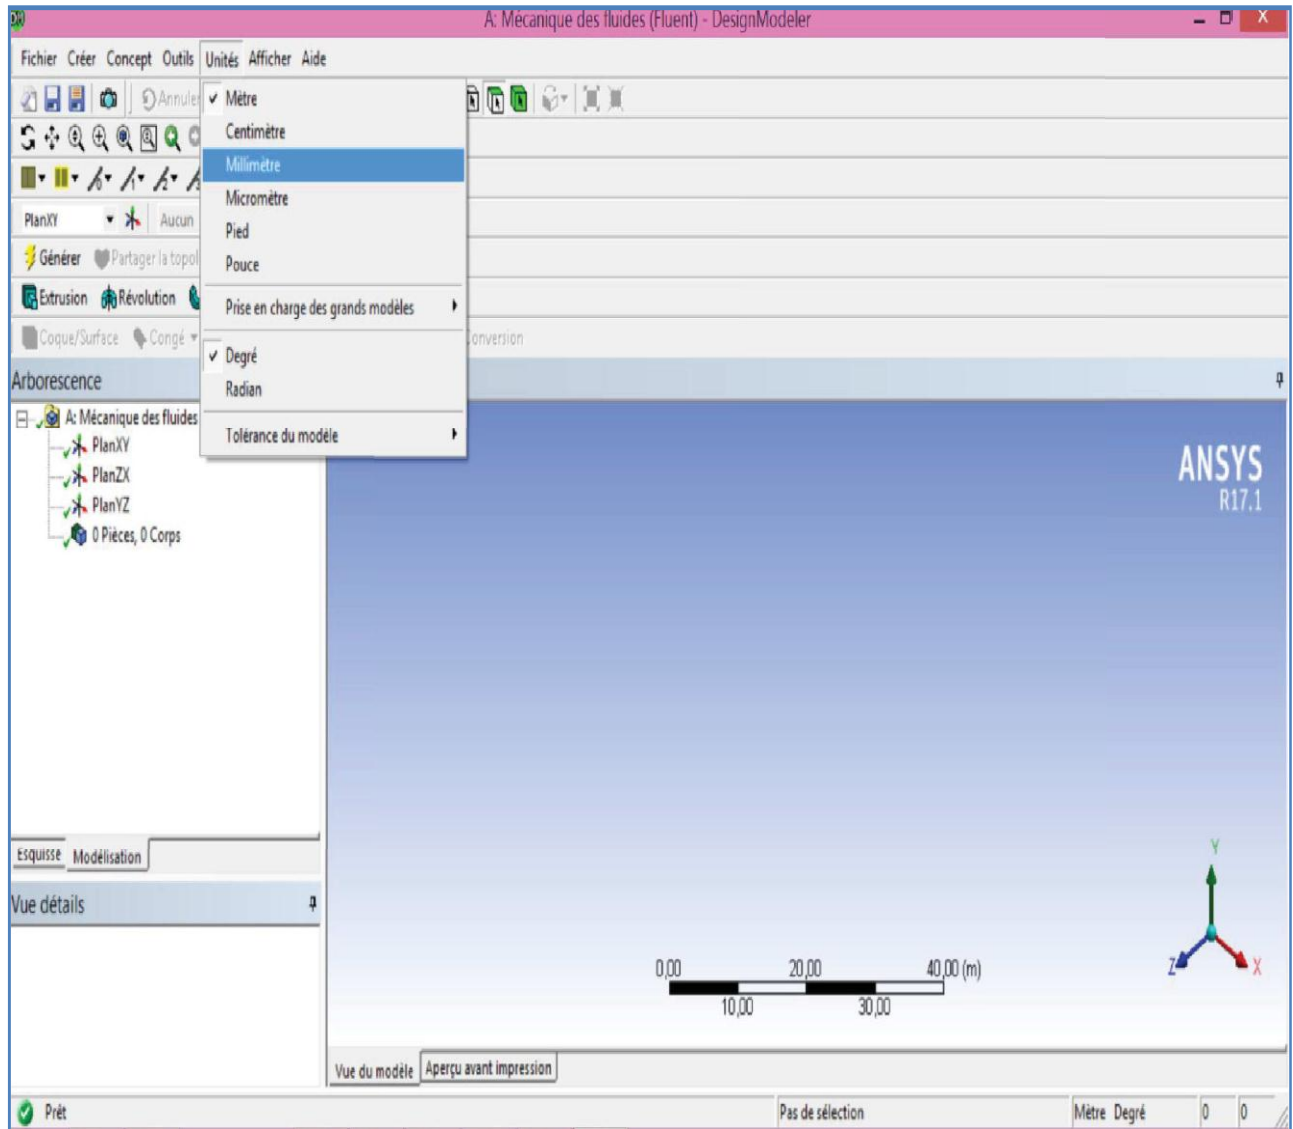 A: Mécanique des fluides (Fluent) - DesignModeler
Fichier Créer Concept Outils Unités Afficher Aide
Annuler
Mètre
Centimètre
Millimètre
Micromètre
Pied
Pouce
Prise en charge des grands modèles
Degré
Radian
Tolérance du modèle
PlanXY Aucun
Générer Partager la topol
Extrusion Révolution
Coque/Surface Congé onversion
Arborescence
A: Mécanique des fluides
PlanXY
PlanZX
PlanYZ
0 Pièces, 0 Corps
ANSYS
R17.1
Esquisse Modélisation
Vue détails
Y
Z X
0,00 20,00 40,00 (m)
10,00 30,00
Vue du modèle Aperçu avant impression
Prêt Pas de sélection Mètre Degré 0 0